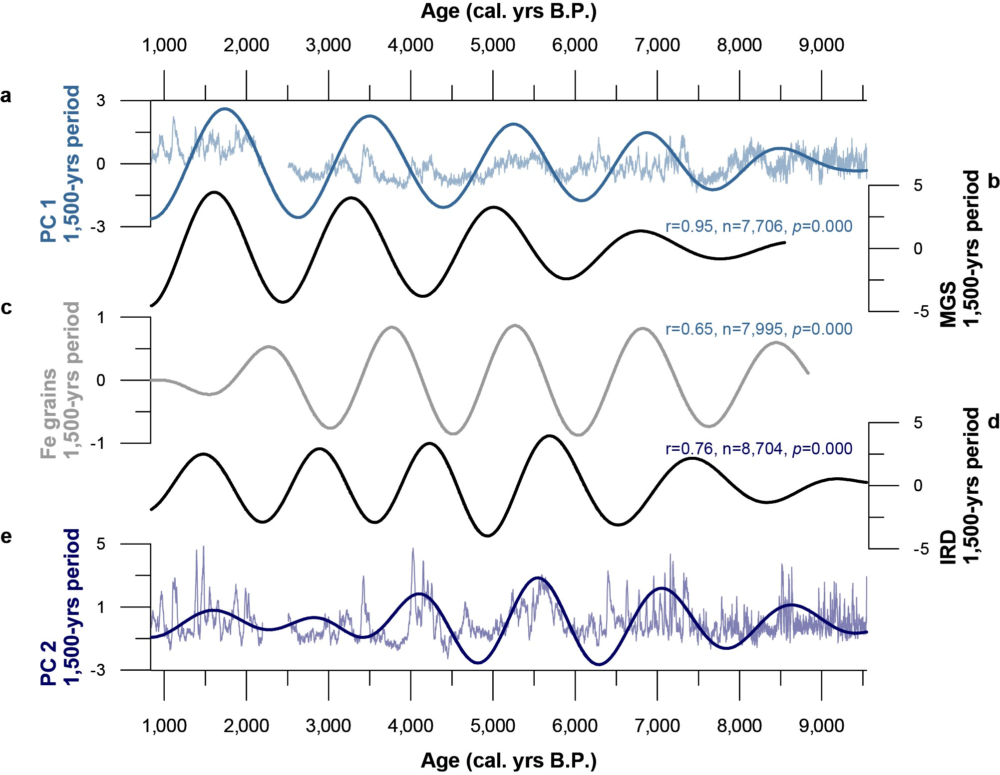 Age (cal. yrs B.P.)
1,000 2,000 3,000 4,000 5,000 6,000 7,000 8,000 9,000
a
PC 1
1,500-yrs period
3
0
-3
b
5
0
-5
MGS
1,500-yrs period
r=0.95, n=7,706, p=0.000
c
Fe grains
1,500-yrs period
1
0
-1
r=0.65, n=7,995, p=0.000
d
5
0
-5
IRD
1,500-yrs period
r=0.76, n=8,704, p=0.000
e
PC 2
1,500-yrs period
5
1
-3
1,000 2,000 3,000 4,000 5,000 6,000 7,000 8,000 9,000
Age (cal. yrs B.P.)